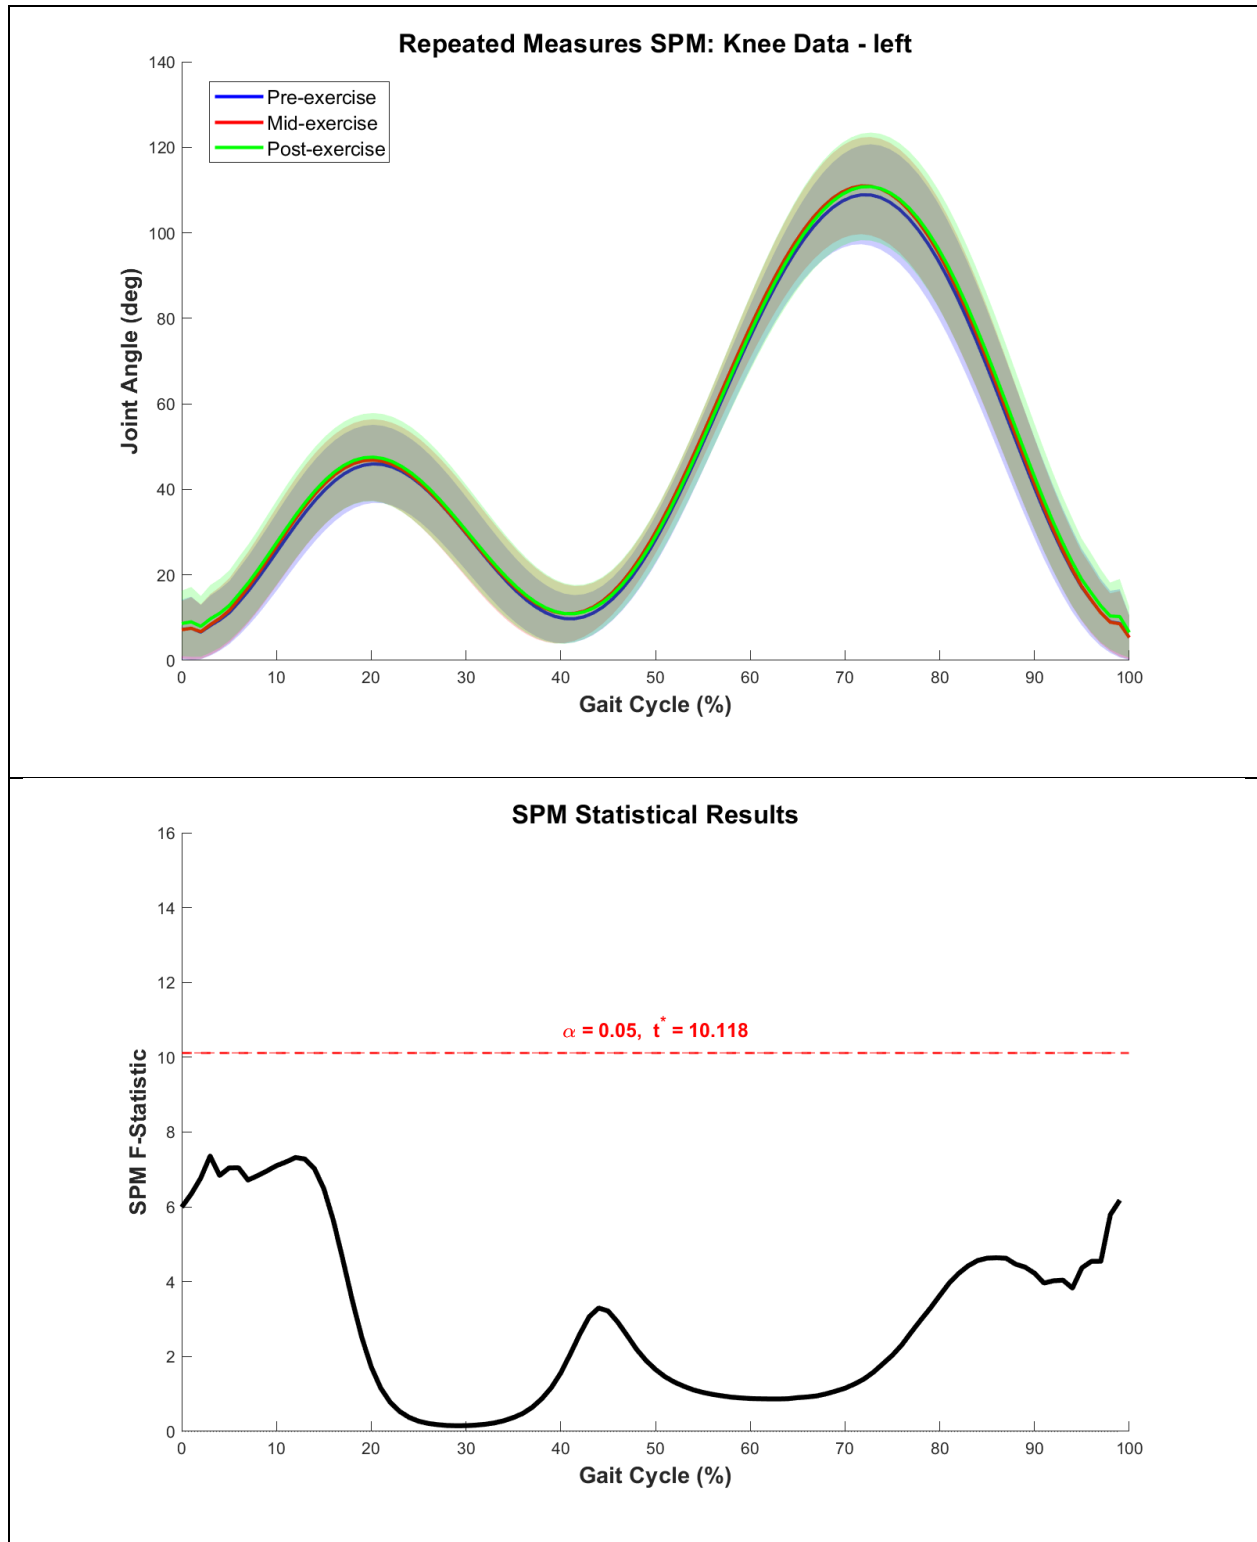 Repeated Measures SPM: Knee Data - left
140
120
100
80
60
40
20
0
Joint Angle (deg)
Pre-exercise
Mid-exercise
Post-exercise
0 10 20 30 40 50 60 70 80 90 100
Gait Cycle (%)
SPM Statistical Results
16
14
12
10
8
6
4
2
0
SPM F-Statistic
α = 0.05, t* = 10.118
0 10 20 30 40 50 60 70 80 90 100
Gait Cycle (%)